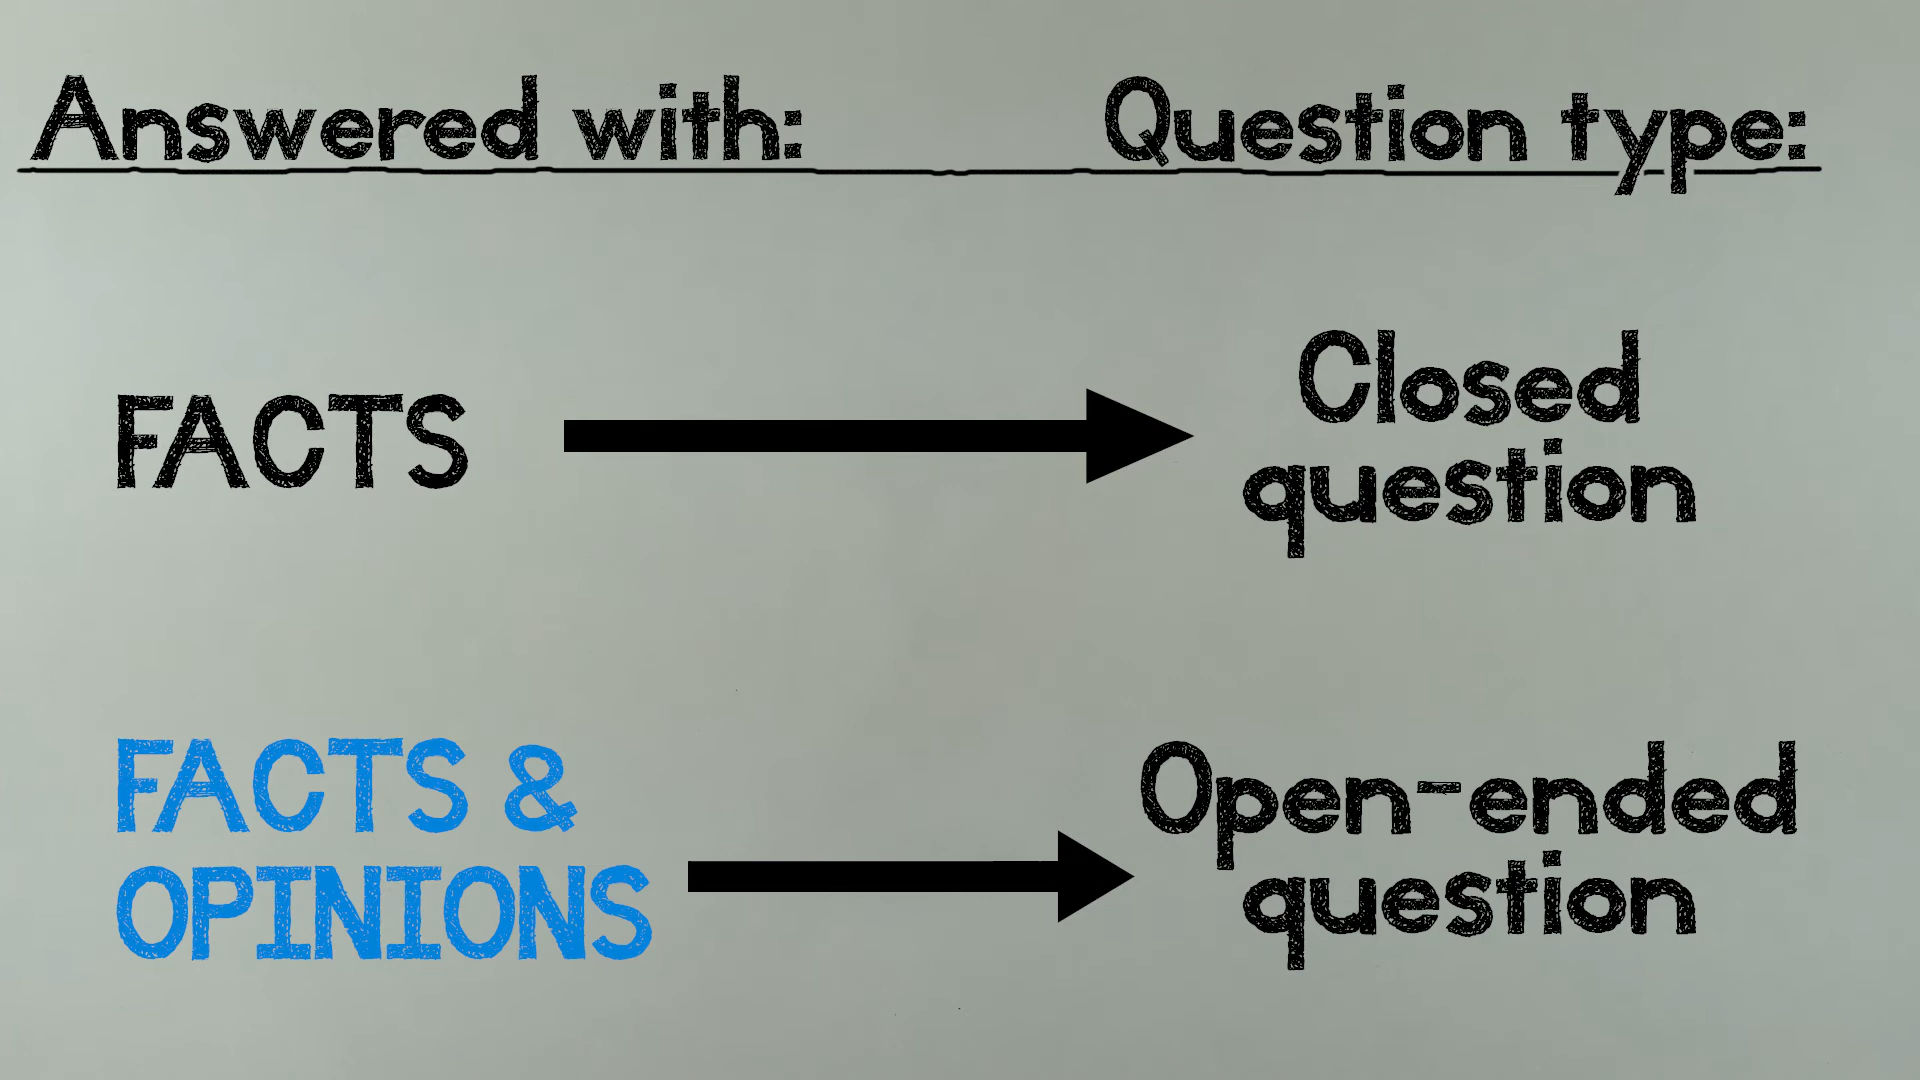 Answered with:
Question type:
FACTS
Closed
question
FACTS &
OPINIONS
Open-ended
question